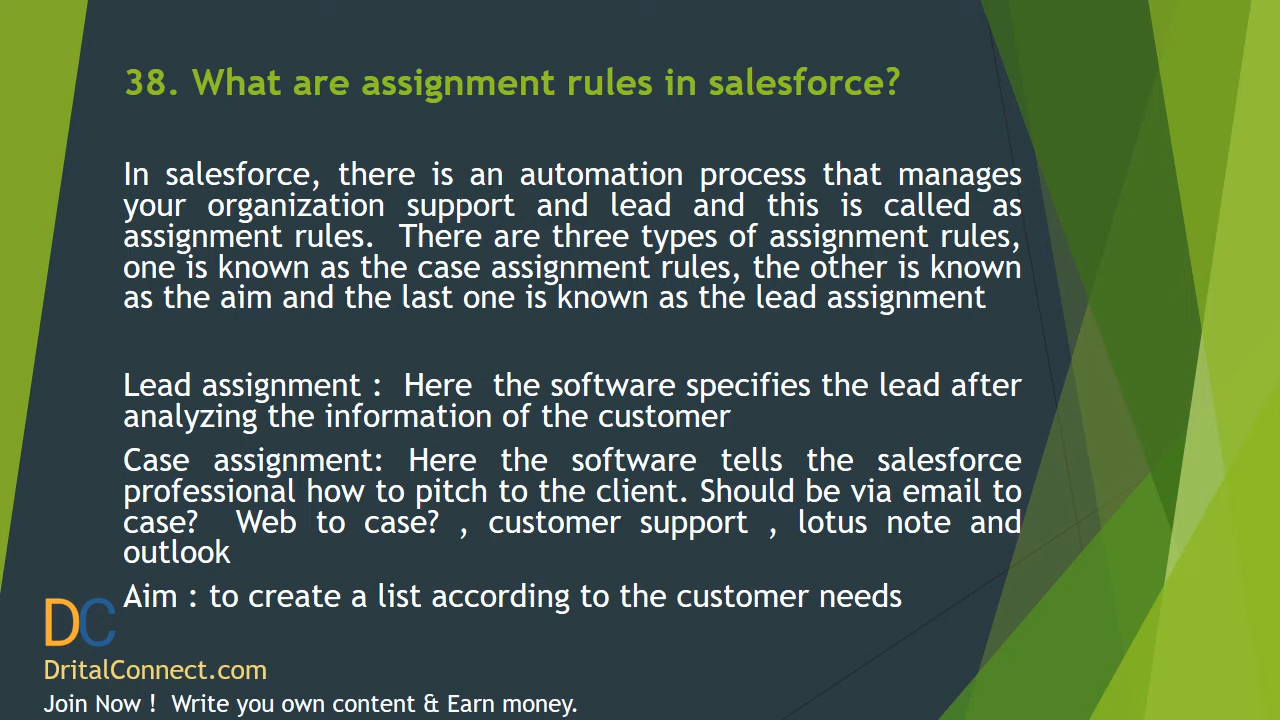 38. What are assignment rules in salesforce?
In salesforce, there is an automation process that manages
your organization support and lead and this is called as
assignment rules. There are three types of assignment rules,
one is known as the case assignment rules, the other is known
as the aim and the last one is known as the lead assignment
Lead assignment : Here the software specifies the lead after
analyzing the information of the customer
Case assignment: Here the software tells the salesforce
professional how to pitch to the client. Should be via email to
case? Web to case? , customer support , lotus note and
outlook
Aim : to create a list according to the customer needs
DC
DritalConnect.com
Join Now ! Write you own content & Earn money.